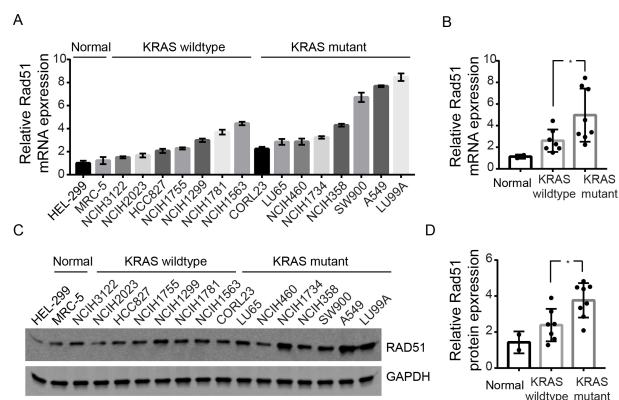 A
Normal
KRAS wildtype
KRAS mutant
Relative Rad51
mRNA epxression
10
8
6
4
2
0
HEL-299
MRC-5
NCIH3122
NCIH2023
HCC827
NCIH1755
NCIH1299
NCIH1781
NCIH1563
CORL23
LU65
NCIH460
NCIH1734
NCIH358
SW900
A549
LU99A
B
Relative Rad51
mRNA epxression
10
8
6
4
2
0
*
Normal
KRAS
wildtype
KRAS
mutant
C
Normal
KRAS wildtype
KRAS mutant
HEL-299
MRC-5
NCIH3122
NCIH2023
HCC827
NCIH1755
NCIH1299
NCIH1781
NCIH1563
CORL23
LU65
NCIH460
NCIH1734
NCIH358
SW900
A549
LU99A
RAD51
GAPDH
D
Relative Rad51
protein epxression
6
4
2
0
*
Normal
KRAS
wildtype
KRAS
mutant